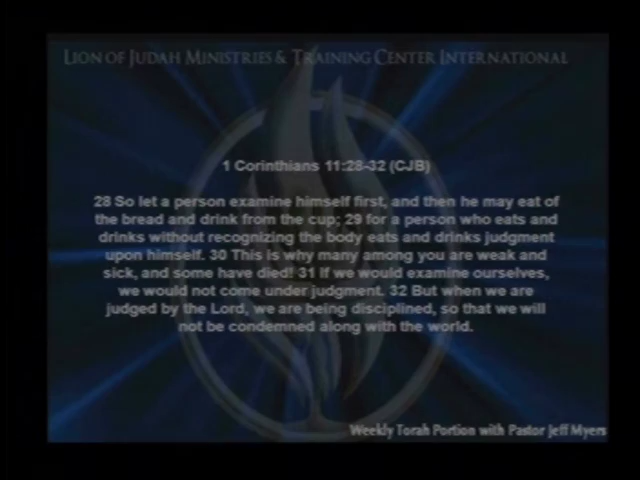 LION OF JUDAH MINISTRIES & TRAINING CENTER INTERNATIONAL
1 Corinthians 11:28-32 (CJB)
28 So let a person examine himself first, and then he may eat of
the bread and drink from the cup; 29 for a person who eats and
drinks without recognizing the body eats and drinks judgment
upon himself. 30 This is why many among you are weak and
sick, and some have died! 31 If we would examine ourselves,
we would not come under judgment. 32 But when we are
judged by the Lord, we are being disciplined, so that we will
not be condemned along with the world.
Weekly Torah Portion with Pastor Jeff Myers